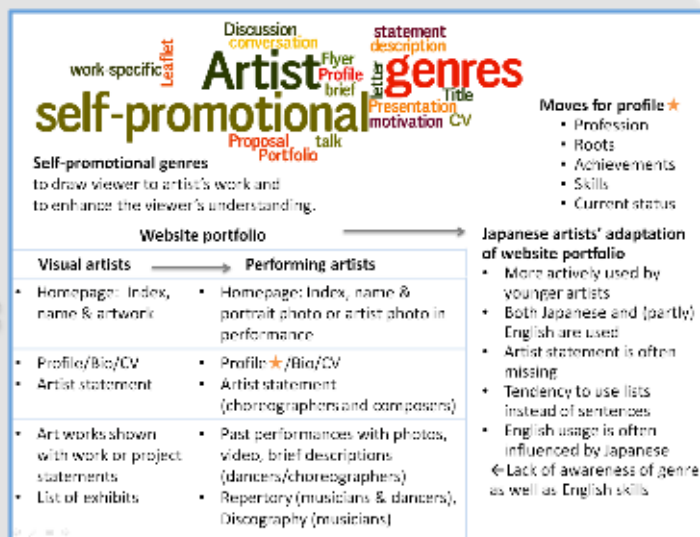 Discussion
conversation
work-specific
Leaflet
Artist
Flyer
Profile
brief
letter
statement
description
genres
Title
self-promotional
Presentation
motivation
CV
Proposal
talk
Portfolio
Self-promotional genres
to draw viewer to artist's work and
to enhance the viewer's understanding.
Moves for profile★
• Profession
• Roots
• Achievements
• Skills
• Current status
Website portfolio
Visual artists
Performing artists
• Homepage: Index,
name & artwork
• Homepage: Index, name &
portrait photo or artist photo in
performance
• Profile/Bio/CV
• Artist statement
• Profile★/Bio/CV
• Artist statement
(choreographers and composers)
• Art works shown
with work or project
statements
• List of exhibits
• Past performances with photos,
video, brief descriptions
(dancers/choreographers)
• Repertory (musicians & dancers),
Discography (musicians)
Japanese artists' adaptation
of website portfolio
• More actively used by
younger artists
• Both Japanese and (partly)
English are used
• Artist statement is often
missing
• Tendency to use lists
instead of sentences
• English usage is often
influenced by Japanese
←Lack of awareness of genre
as well as English skills